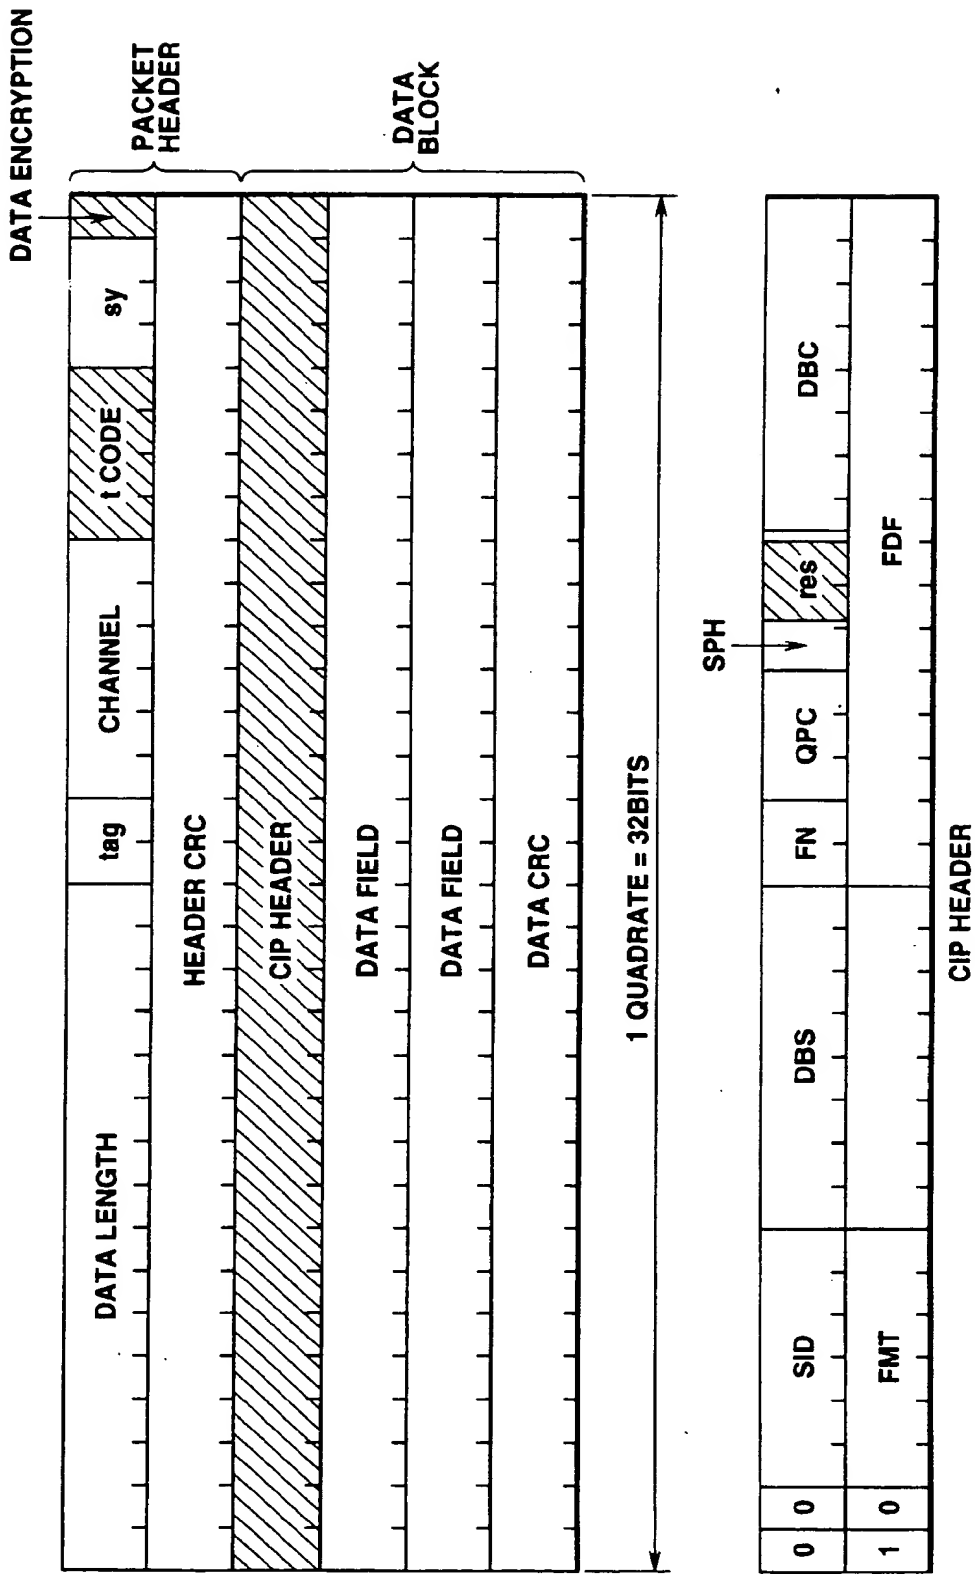 DATA ENCRYPTION
DATA LENGTH tag CHANNEL t CODE sy
PACKET
HEADER
HEADER CRC
CIP HEADER
DATA FIELD
DATA FIELD
DATA CRC
DATA
BLOCK
1 QUADRATE = 32BITS
SPH
0 0 SID DBS FN QPC res DBC
1 0 FMT FDF
CIP HEADER